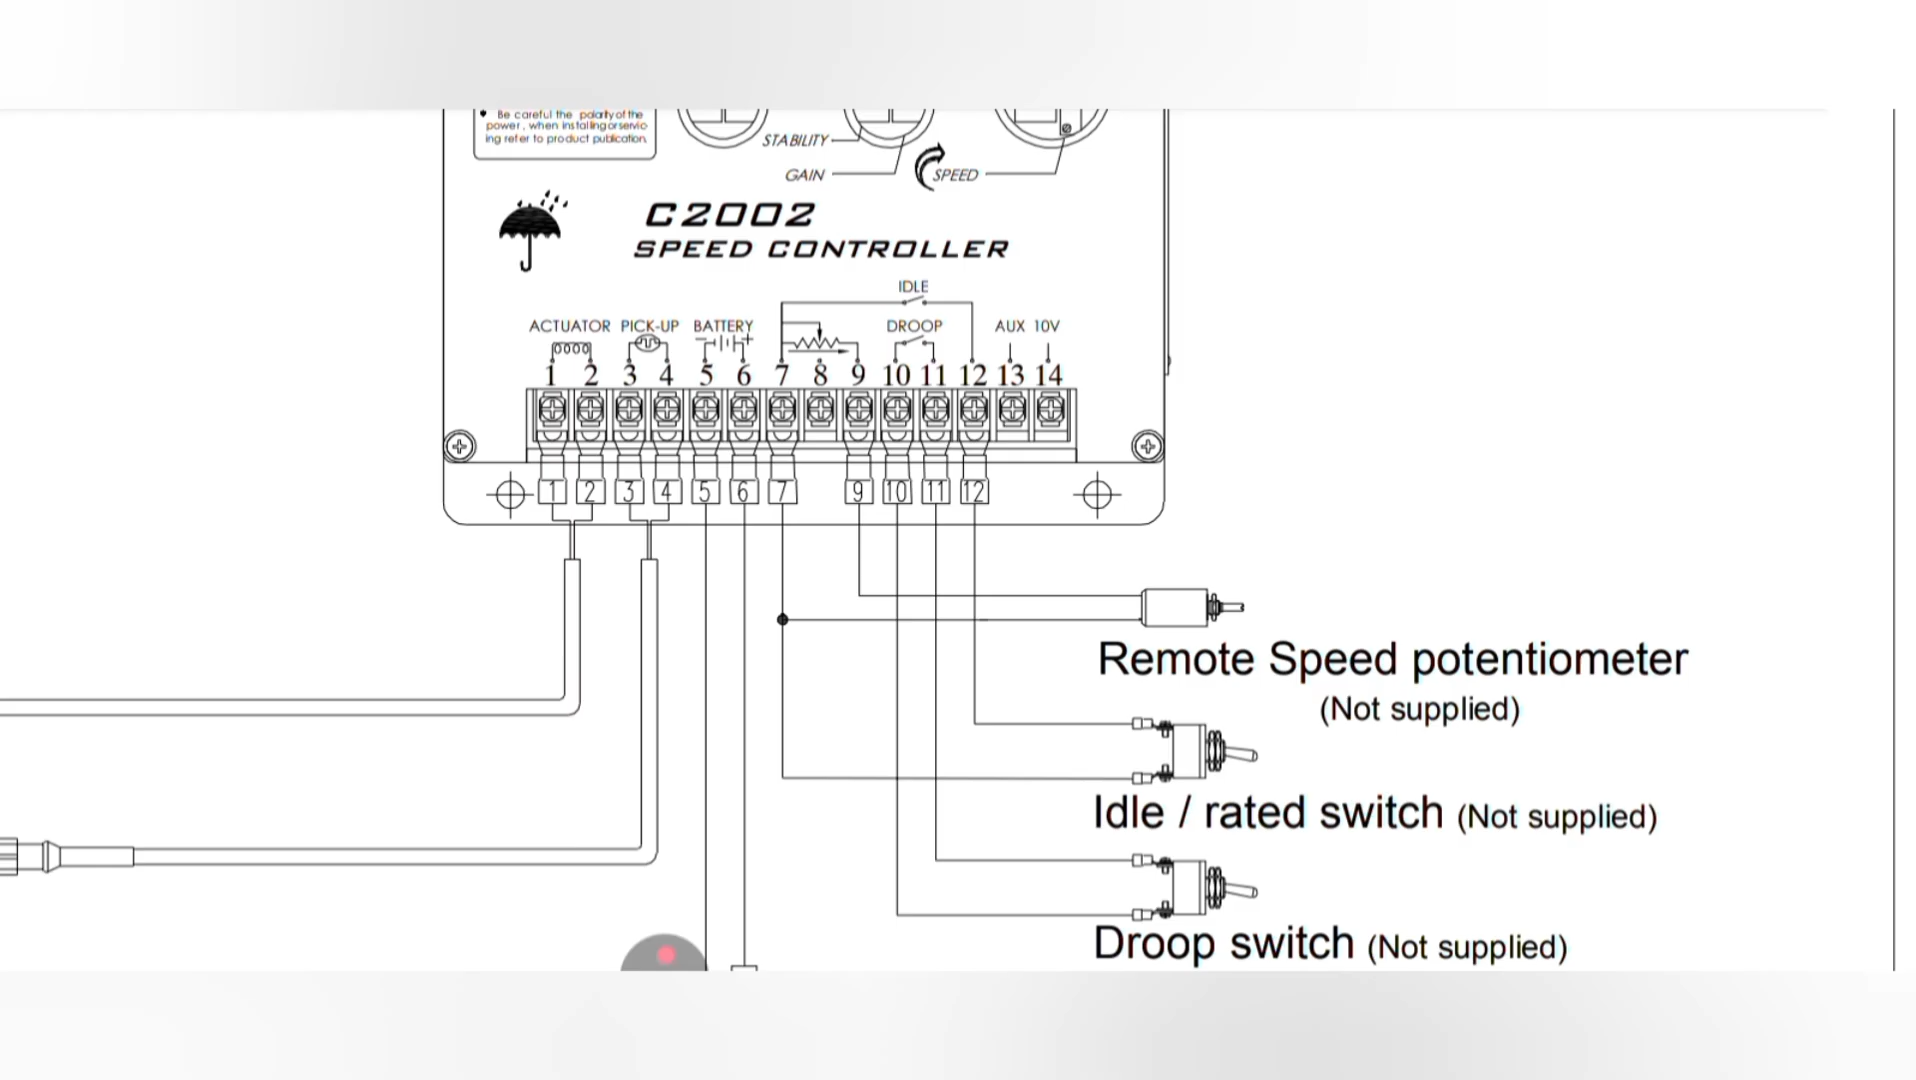 Be careful the polarity of the
power, when installing or servic
ing refer to product publication.
STABILITY
GAIN
SPEED
C2002
SPEED CONTROLLER
IDLE
ACTUATOR PICK-UP BATTERY DROOP AUX 10V
1 2 3 4 5 6 7 8 9 10 11 12 13 14
1 2 3 4 5 6 7 9 10 11 12
Remote Speed potentiometer
(Not supplied)
Idle / rated switch (Not supplied)
Droop switch (Not supplied)